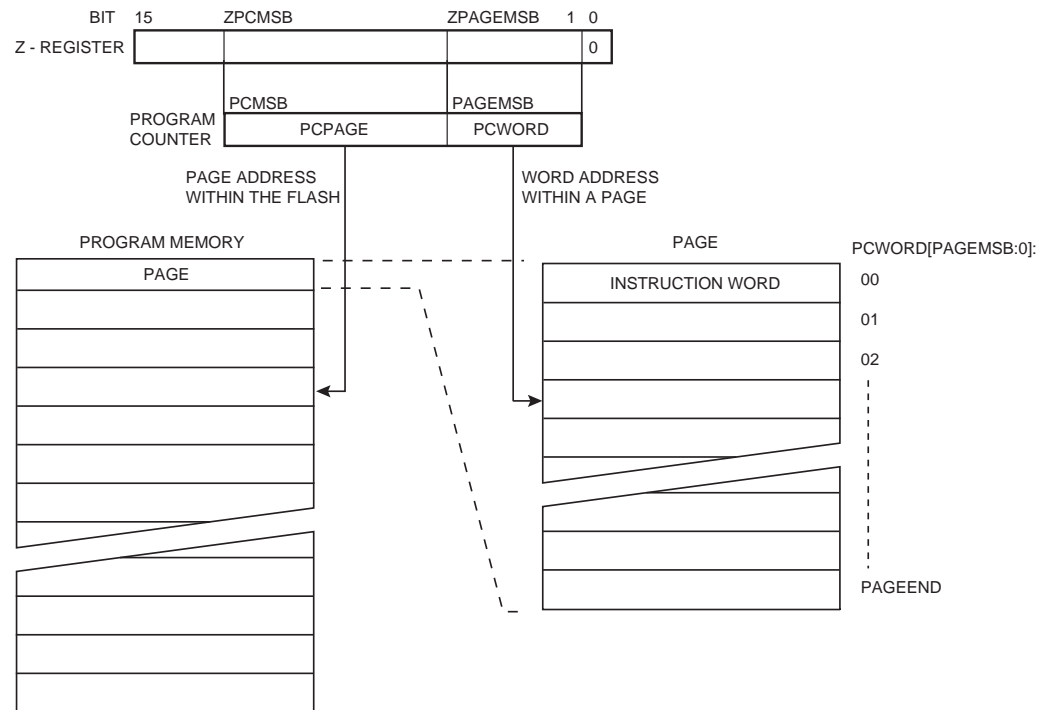 BIT 15 ZPCMSB ZPAGEMSB 1 0
Z - REGISTER 0
PCMSB PAGEMSB
PROGRAM
COUNTER
PCPAGE PCWORD
PAGE ADDRESS
WITHIN THE FLASH
WORD ADDRESS
WITHIN A PAGE
PROGRAM MEMORY
PAGE
PAGE
INSTRUCTION WORD
PCWORD[PAGEMSB:0]:
00
01
02
PAGEEND